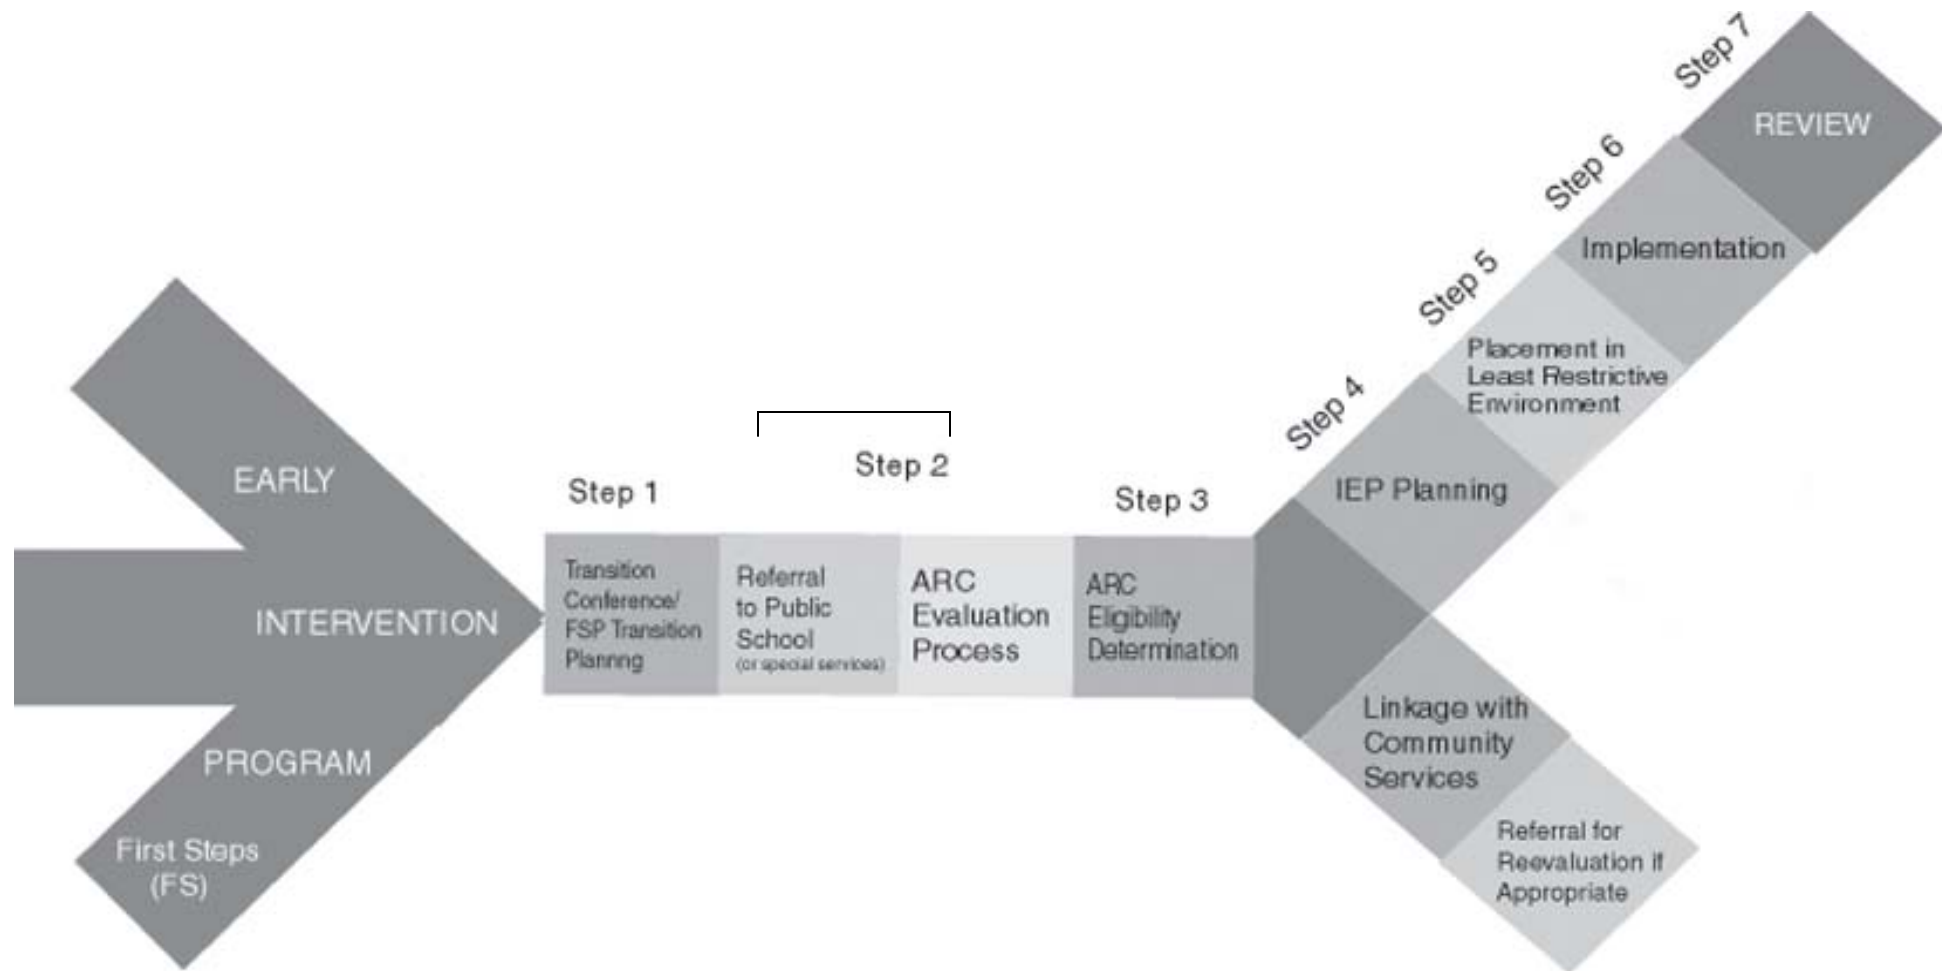 EARLY
INTERVENTION
PROGRAM
First Steps
(FS)
Step 1
Transition
Conference/
FSP Transition
Plannng
Step 2
Referral
to Public
School
(or special services)
ARC
Evaluation
Process
Step 3
ARC
Eligibility
Determination
Step 4
IEP Planning
Step 5
Placement in
Least Restrictive
Environment
Step 6
Implementation
Step 7
REVIEW
Linkage with
Community
Services
Referral for
Reevaluation if
Appropriate